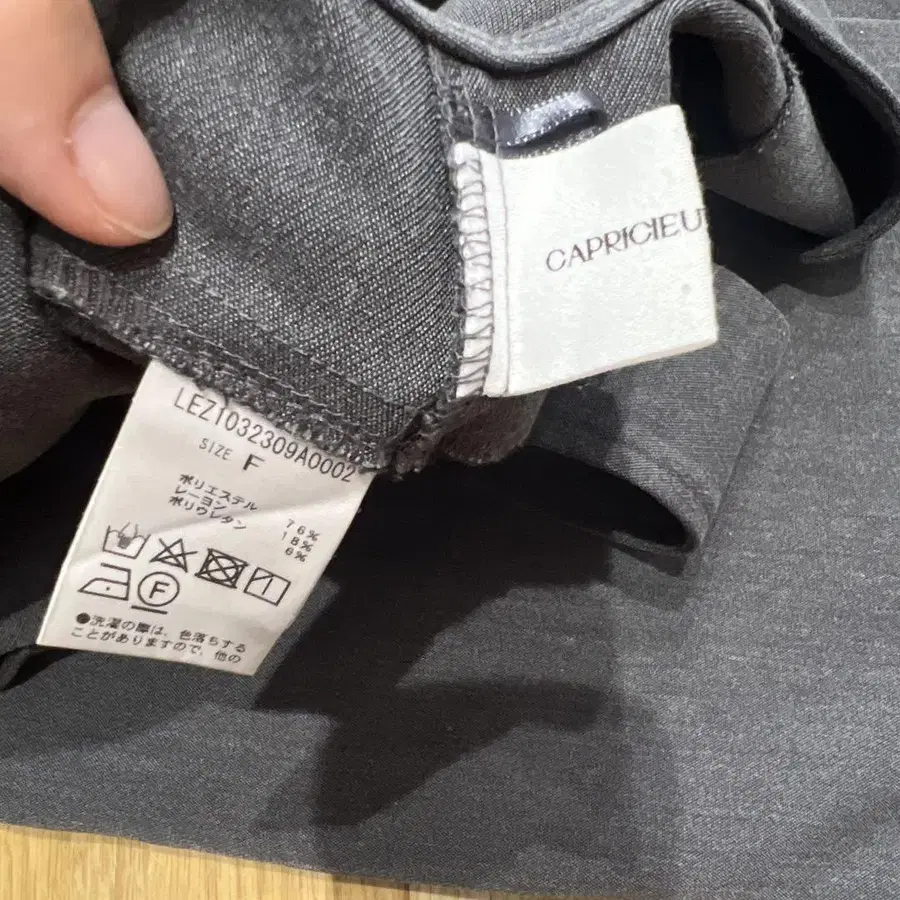 CAPRICIEU
LEZ1032309A0002
SIZE F
ポリエステル 76%
レーヨン 18%
ポリウレタン 6%
F
●洗濯の際は、色落ちする
ことがありますので、他の